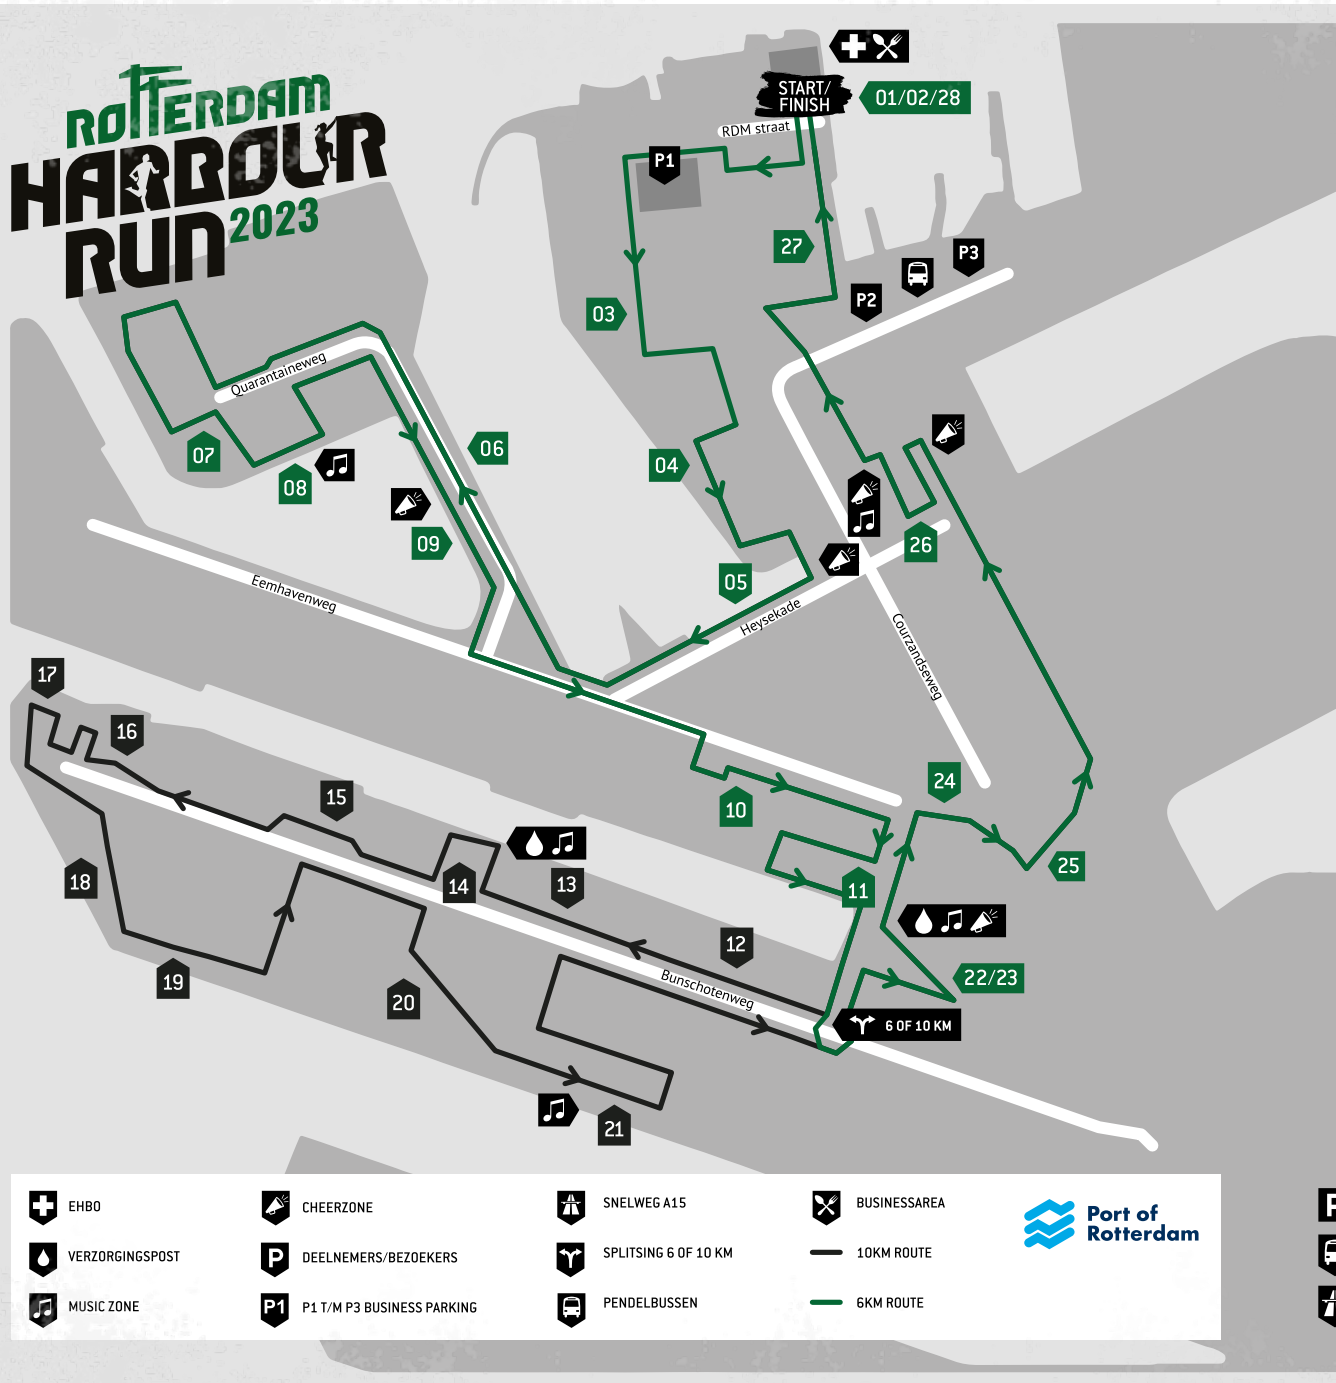 ROTTERDAM
HARBOUR
RUN 2023
START/
FINISH
01/02/28
RDM straat
P1
27
P3
P2
03
Quarantaineweg
07
08
06
04
09
26
05
Eemhavenweg
Heysekade
Courzandseweg
17
16
15
10
24
25
14
13
11
18
12
22/23
19
20
Bunschotenweg
6 OF 10 KM
21
EHBO
VERZORGINGSPOST
MUSIC ZONE
CHEERZONE
P DEELNEMERS/BEZOEKERS
P1 P1 T/M P3 BUSINESS PARKING
SNELWEG A15
SPLITSING 6 OF 10 KM
PENDELBUSSEN
BUSINESSAREA
10KM ROUTE
6KM ROUTE
Port of
Rotterdam
P